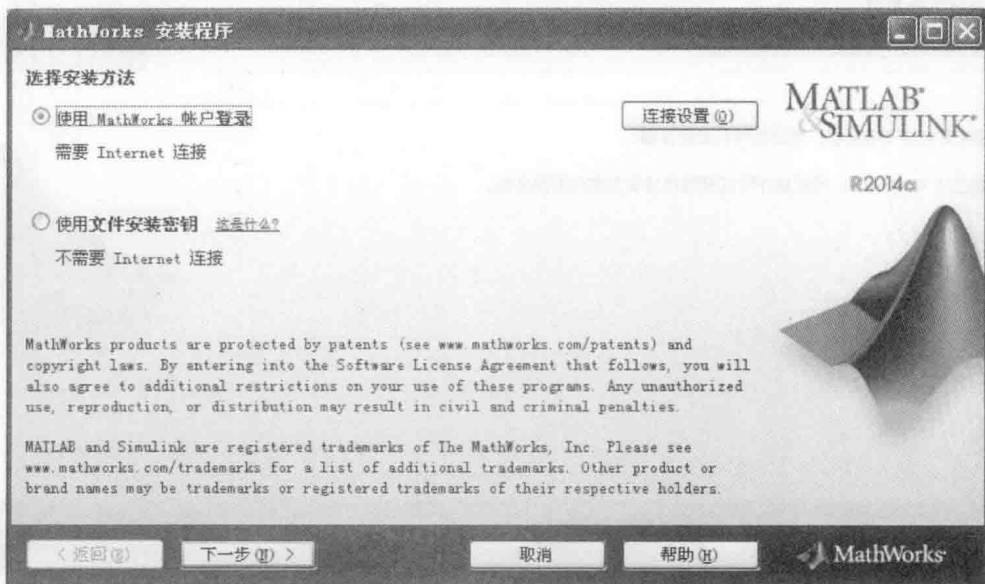 MathWorks 安装程序
选择安装方法
使用 MathWorks 帐户登录
连接设置(Q)
需要 Internet 连接
MATLAB®
&SIMULINK®
R2014a
使用文件安装密钥 这是什么?
不需要 Internet 连接
MathWorks products are protected by patents (see www.mathworks.com/patents) and
copyright laws. By entering into the Software License Agreement that follows, you will
also agree to additional restrictions on your use of these programs. Any unauthorized
use, reproduction, or distribution may result in civil and criminal penalties.
MATLAB and Simulink are registered trademarks of The MathWorks, Inc. Please see
www.mathworks.com/trademarks for a list of additional trademarks. Other product or
brand names may be trademarks or registered trademarks of their respective holders.
< 返回(B)
下一步(N) >
取消
帮助(H)
MathWorks®